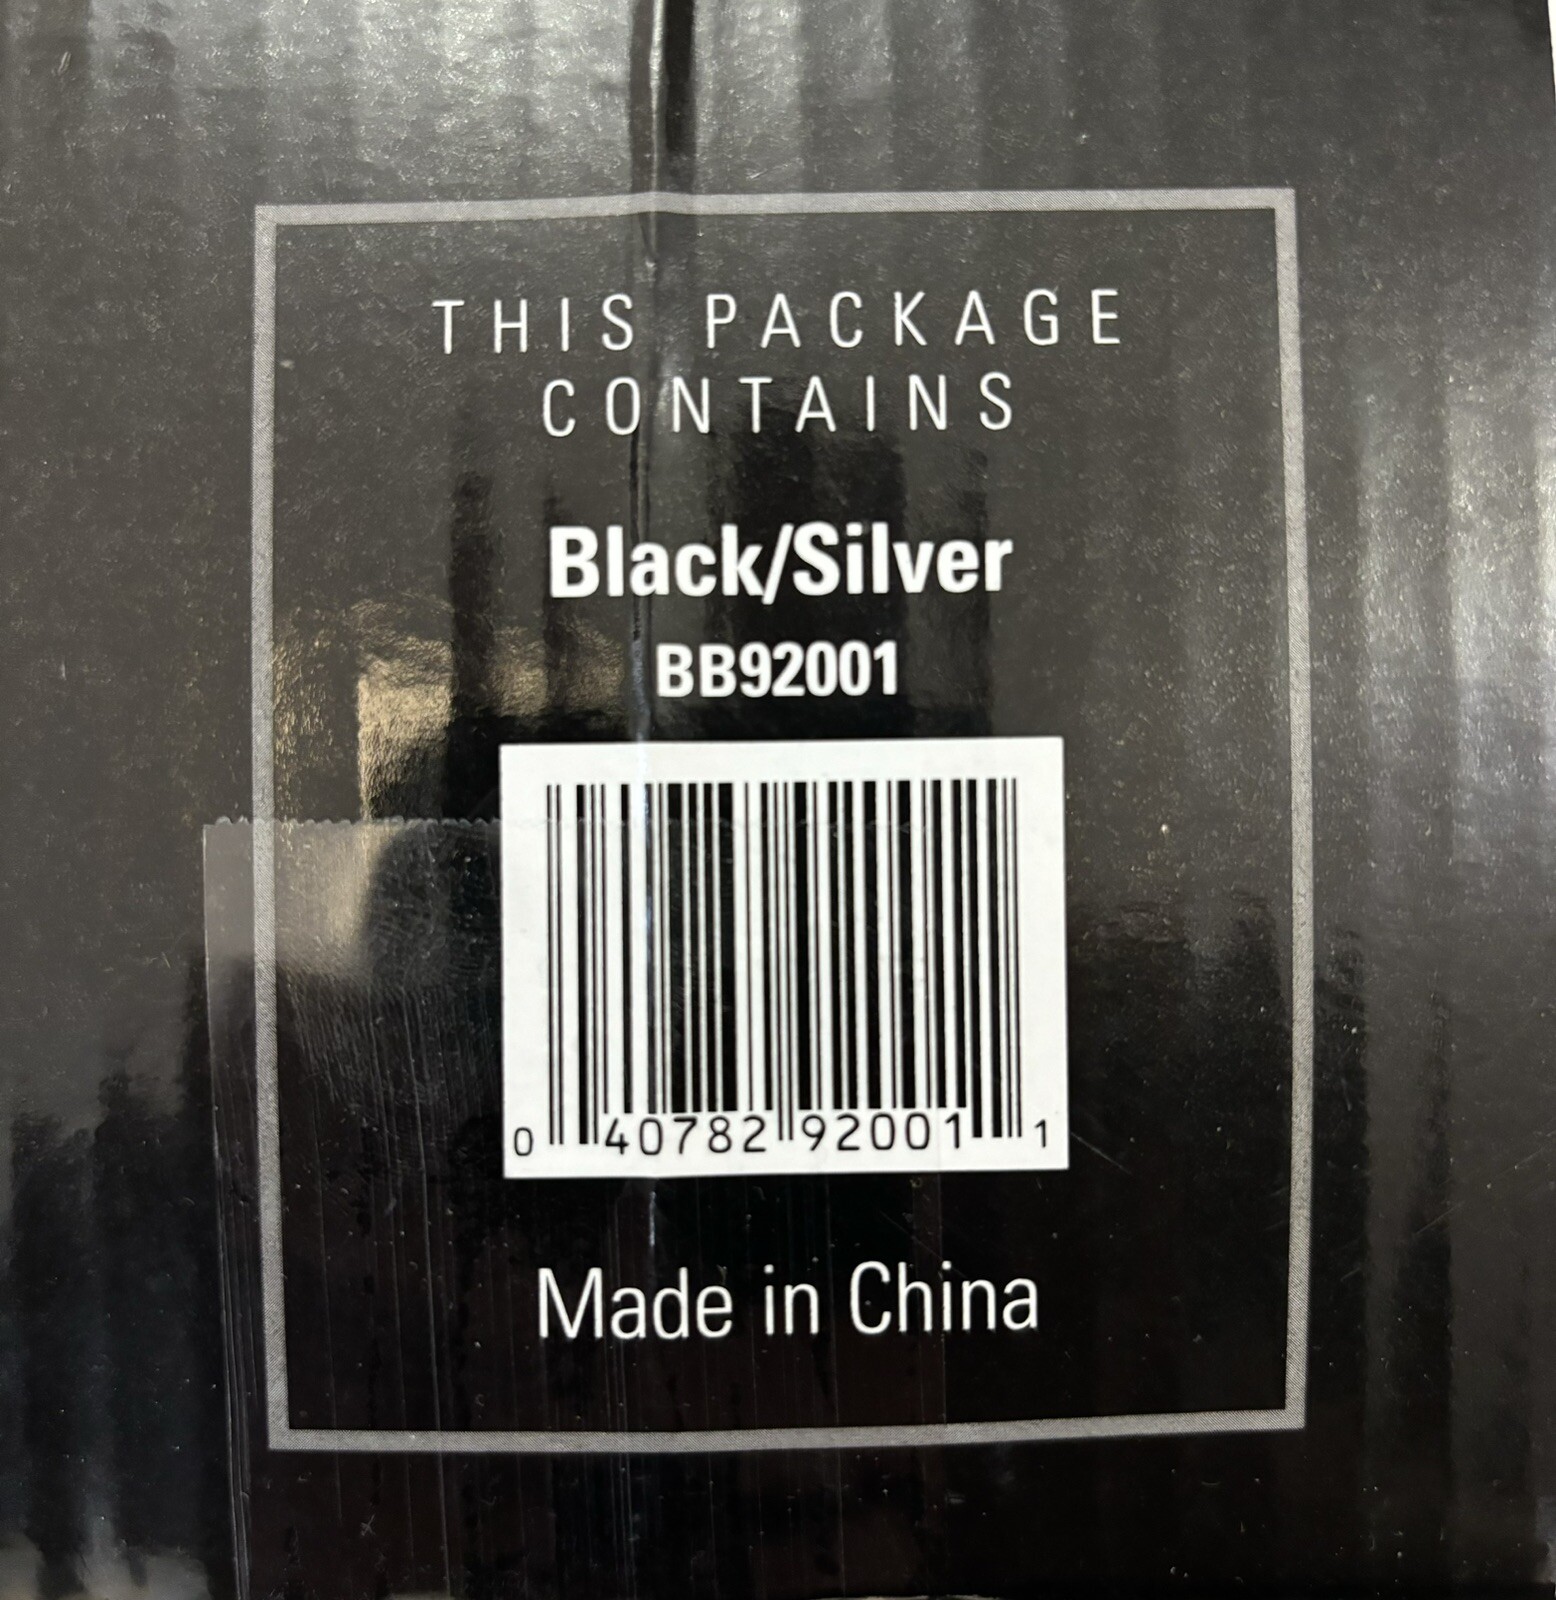 THIS PACKAGE
CONTAINS
Black/Silver
BB92001
0 40782 92001 1
Made in China